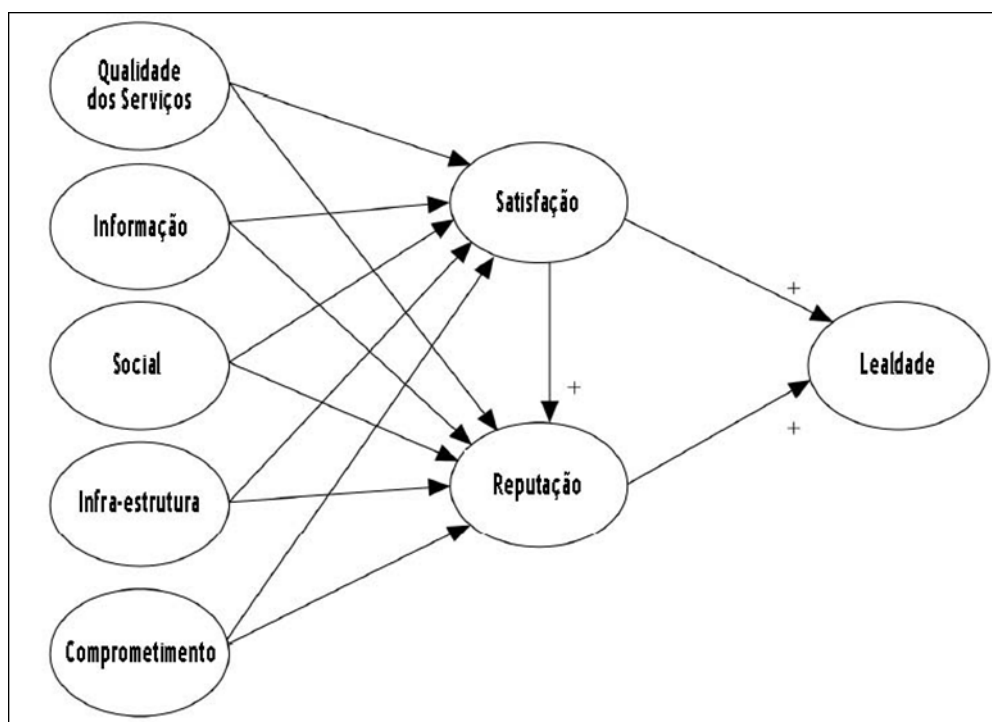 Qualidade
dos Serviços
Informação
Social
Infra-estrutura
Comprometimento
Satisfação
+
Reputação
+
+
Lealdade